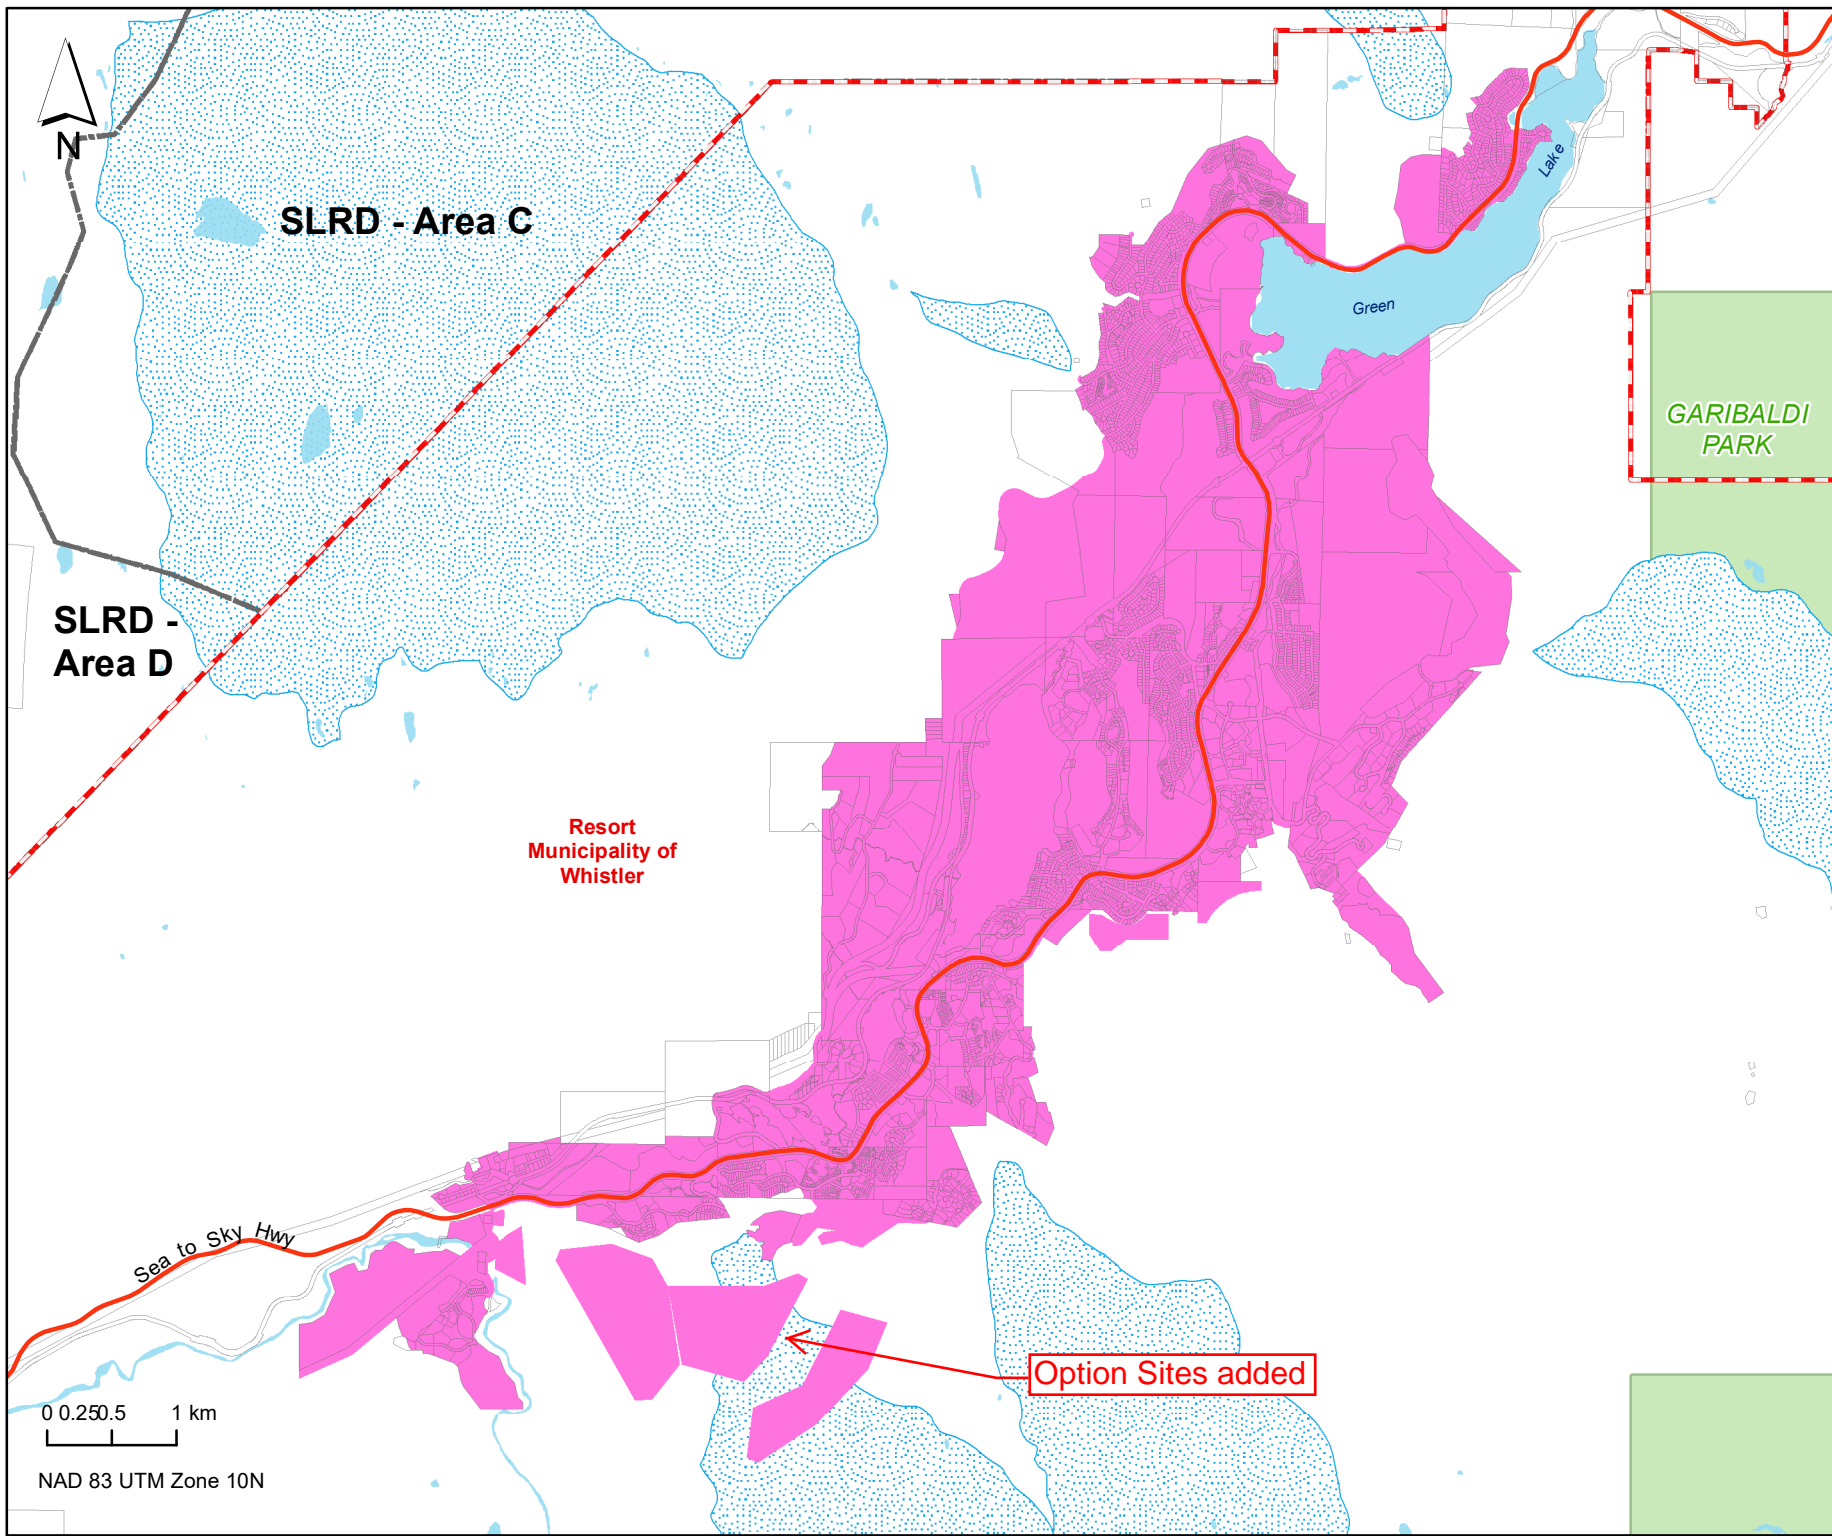 N
SLRD - Area C
Lake
Green
GARIBALDI
PARK
SLRD -
Area D
Resort
Municipality of
Whistler
Sea to Sky Hwy
Option Sites added
0 0.250.5 1 km
NAD 83 UTM Zone 10N